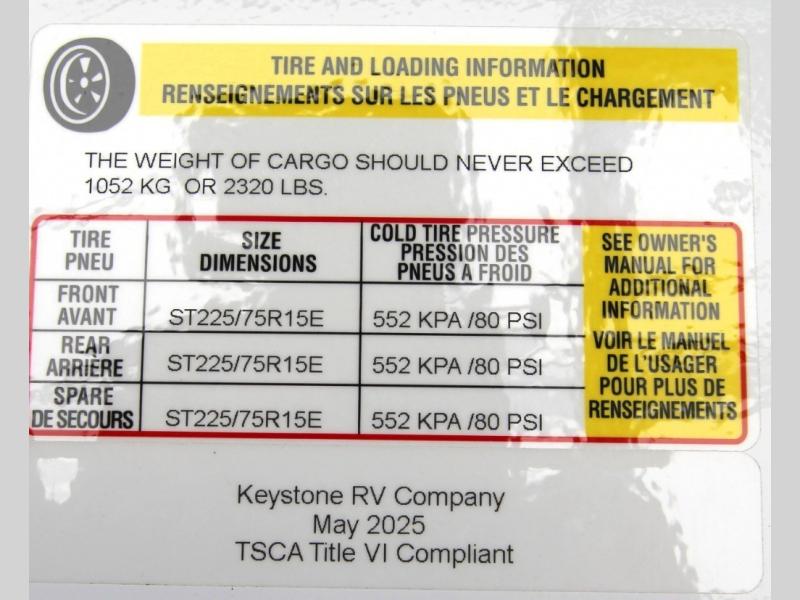 TIRE AND LOADING INFORMATION
RENSEIGNEMENTS SUR LES PNEUS ET LE CHARGEMENT
THE WEIGHT OF CARGO SHOULD NEVER EXCEED
1052 KG OR 2320 LBS.
TIRE
PNEU
SIZE
DIMENSIONS
COLD TIRE PRESSURE
PRESSION DES
PNEUS A FROID
FRONT
AVANT
ST225/75R15E
552 KPA /80 PSI
REAR
ARRIÈRE
ST225/75R15E
552 KPA /80 PSI
SPARE
DE SECOURS
ST225/75R15E
552 KPA /80 PSI
SEE OWNER'S
MANUAL FOR
ADDITIONAL
INFORMATION
VOIR LE MANUEL
DE L'USAGER
POUR PLUS DE
RENSEIGNEMENTS
Keystone RV Company
May 2025
TSCA Title VI Compliant